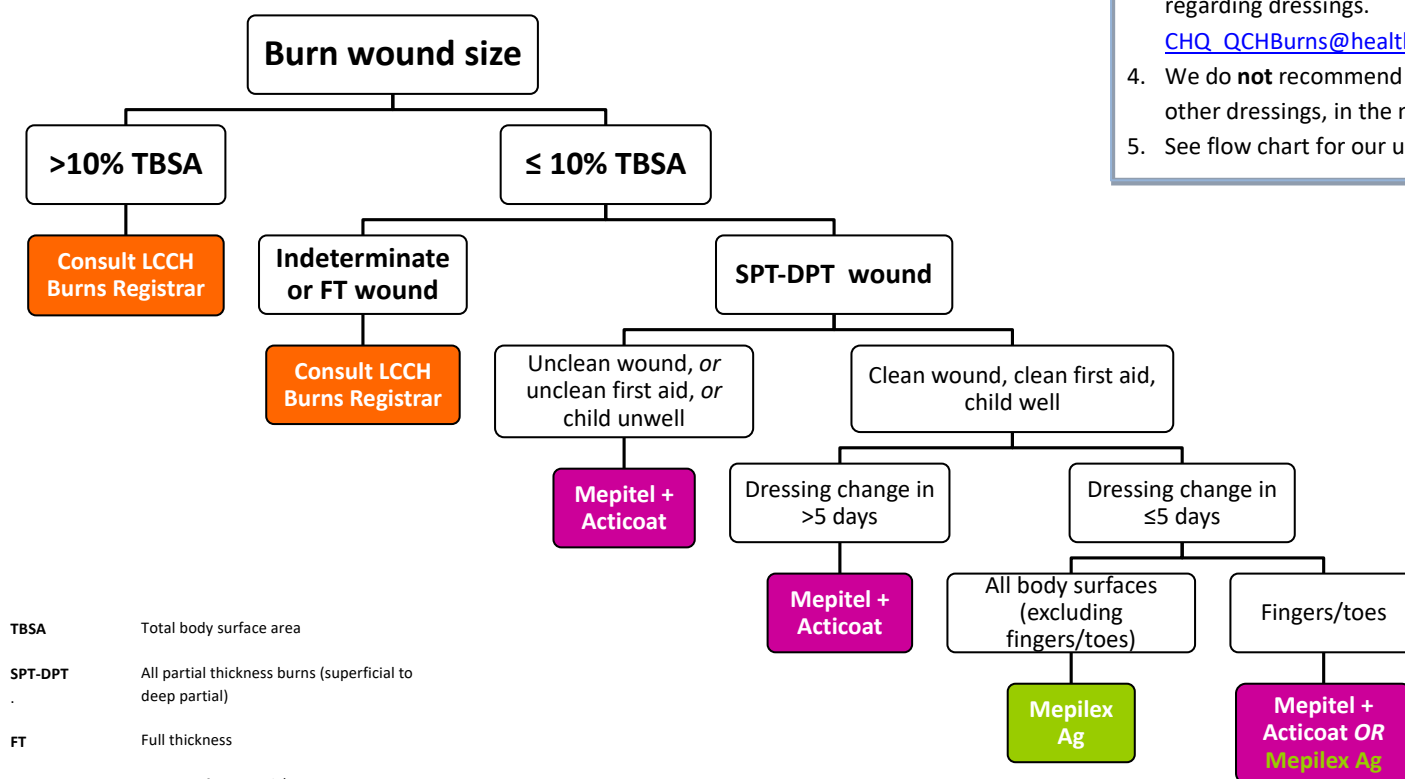 regarding dressings.
CHQ_QCHBurns@health
4. We do not recommend
other dressings, in the
5. See flow chart for our
Burn wound size
>10% TBSA
≤ 10% TBSA
Consult LCCH
Burns Registrar
Indeterminate
or FT wound
SPT-DPT wound
Consult LCCH
Burns Registrar
Unclean wound, or
unclean first aid, or
child unwell
Clean wound, clean first aid,
child well
Mepitel +
Acticoat
Dressing change in
>5 days
Dressing change in
≤5 days
Mepitel +
Acticoat
All body surfaces
(excluding
fingers/toes)
Fingers/toes
Mepilex
Ag
Mepitel +
Acticoat OR
Mepilex Ag
TBSA Total body surface area
SPT-DPT All partial thickness burns (superficial to
. deep partial)
FT Full thickness